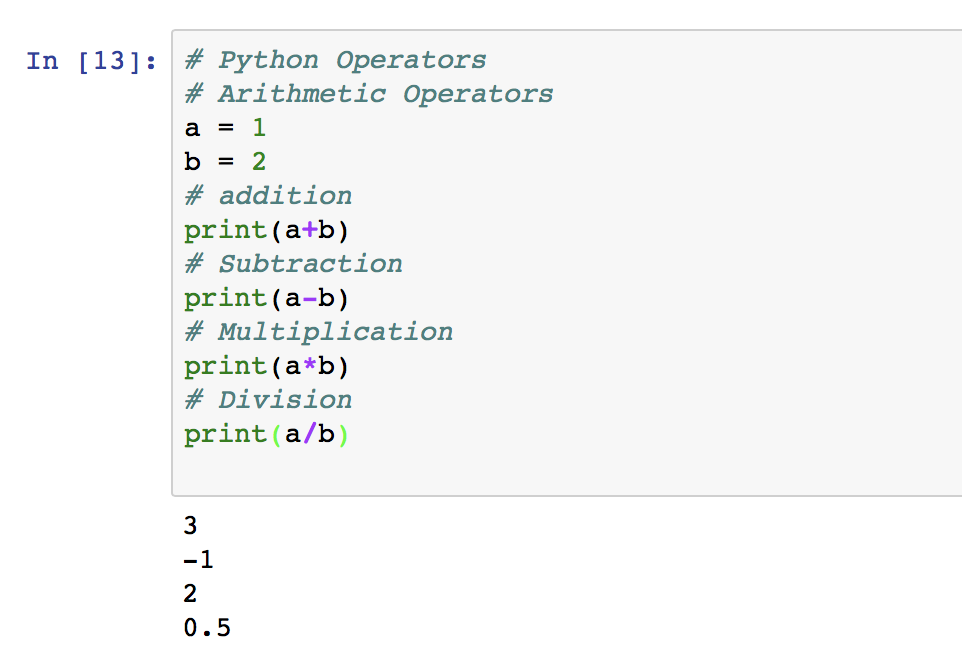 In [13]: # Python Operators
# Arithmetic Operators
a = 1
b = 2
# addition
print(a+b)
# Subtraction
print(a-b)
# Multiplication
print(a*b)
# Division
print(a/b)
3
-1
2
0.5